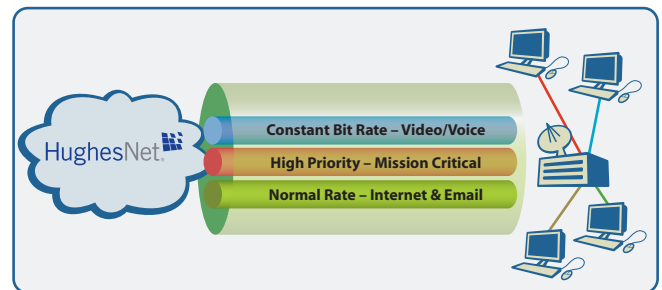 HughesNet.
Constant Bit Rate – Video/Voice
High Priority – Mission Critical
Normal Rate – Internet & Email